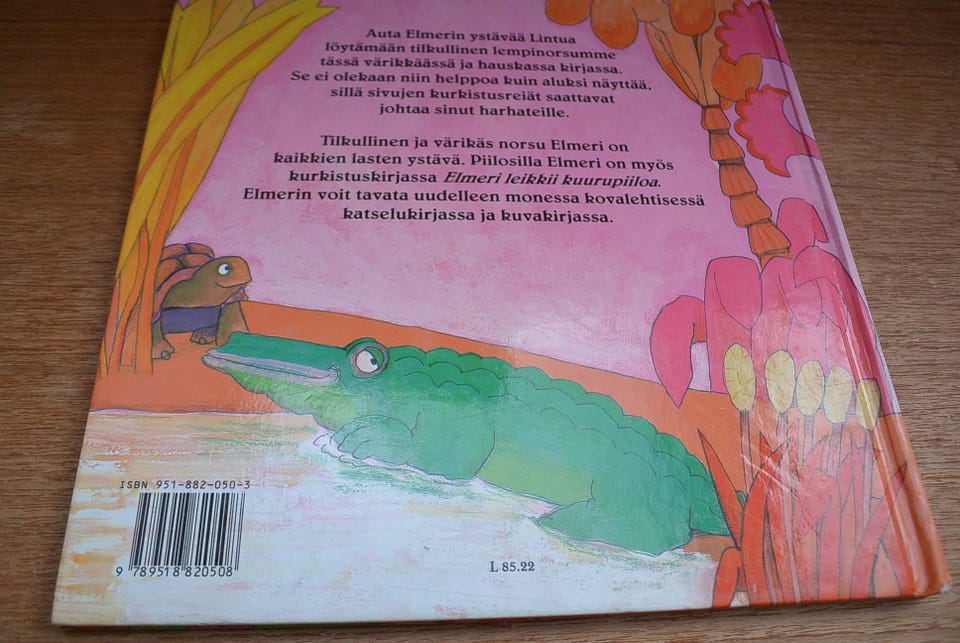 Auta Elmerin ystävää Lintua
löytämään tilkullinen lempinorsumme
tässä värikkäässä ja hauskassa kirjassa.
Se ei olekaan niin helppoa kuin aluksi näyttää,
sillä sivujen kurkistusreiät saattavat
johtaa sinut harhateille.
Tilkullinen ja värikäs norsu Elmeri on
kaikkien lasten ystävä. Piilosilla Elmeri on myös
kurkistuskirjassa Elmeri leikkii kuurupiiloa.
Elmerin voit tavata uudelleen monessa kovalehtisessä
katselukirjassa ja kuvakirjassa.
ISBN 951-882-050-3
9 789518 820508
L 85.22